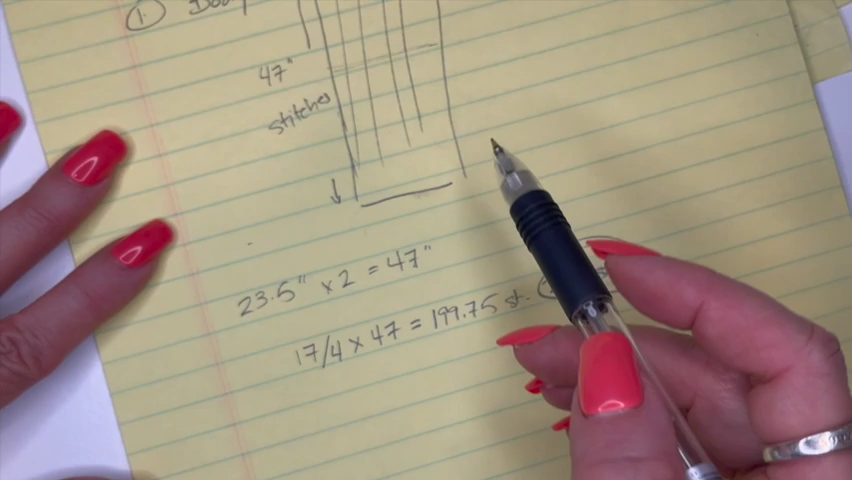 1.
47"
stitches
23.5" x 2 = 47"
17/4 x 47 = 199.75 st.